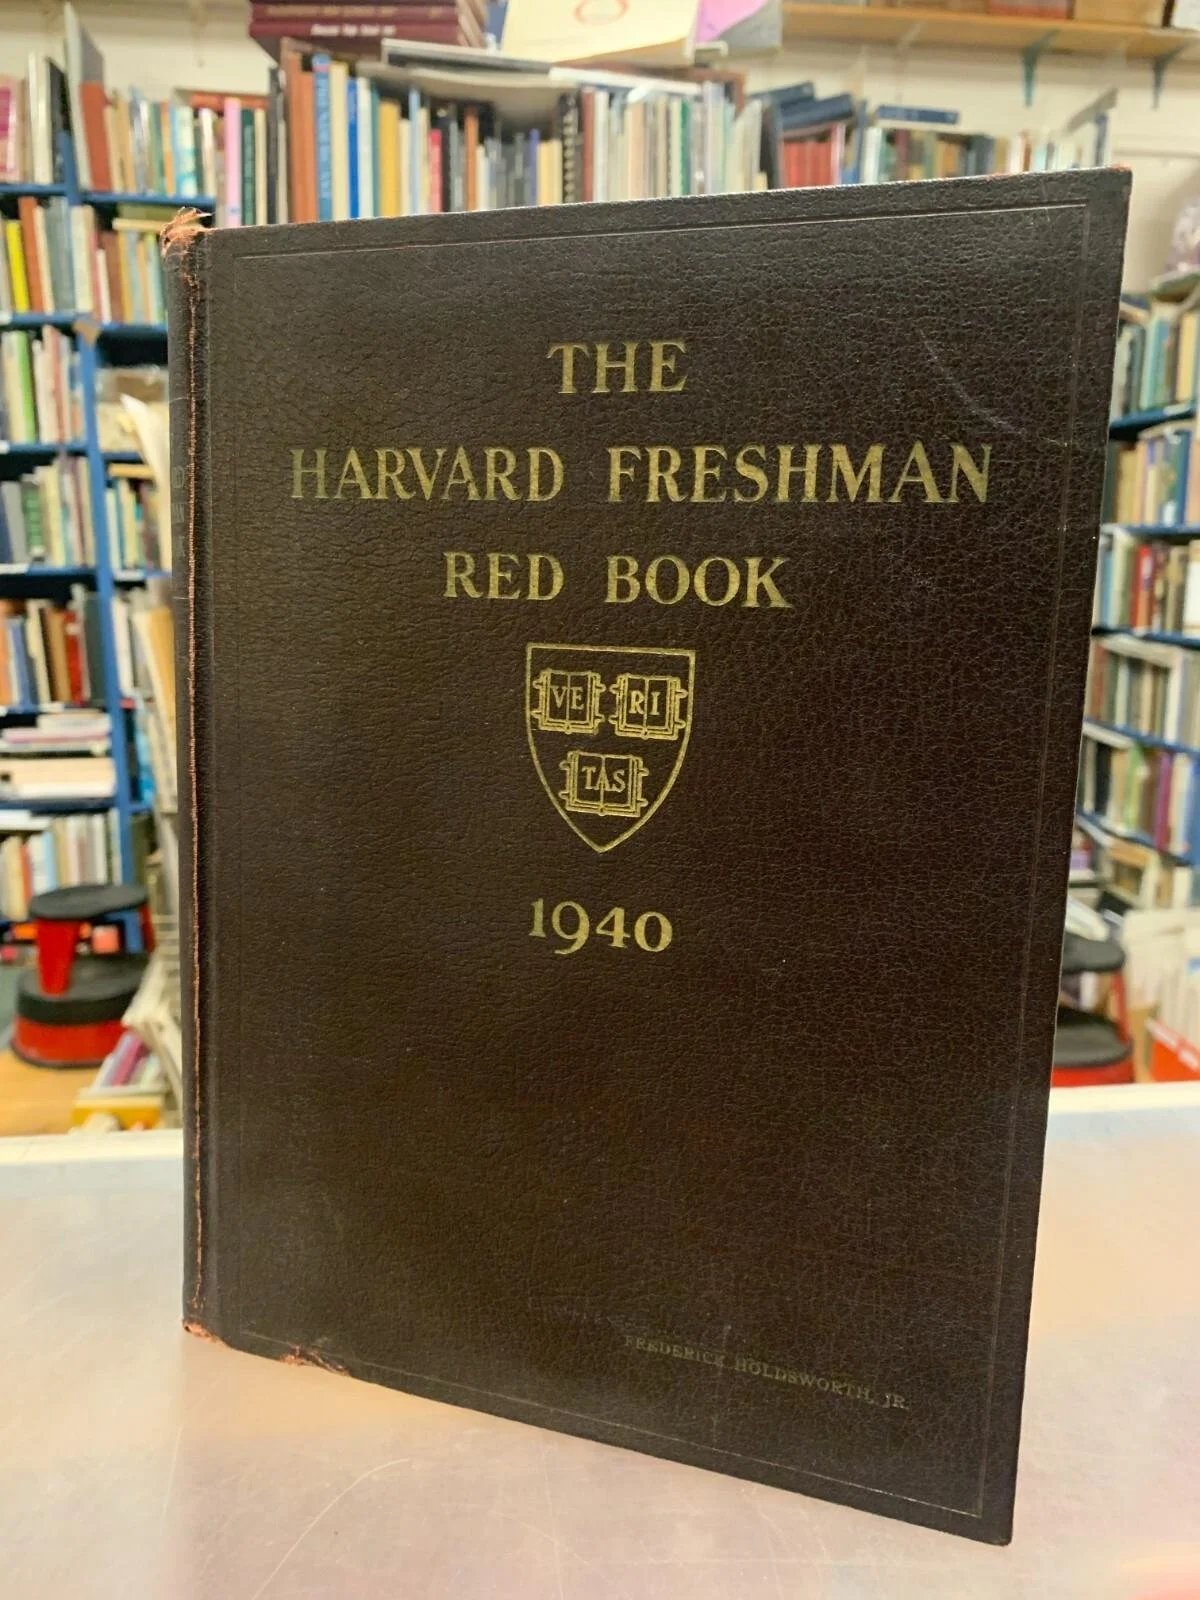 THE
HARVARD FRESHMAN
RED BOOK
VE RI
TAS
1940
FREDERICK HOLDSWORTH, JR.